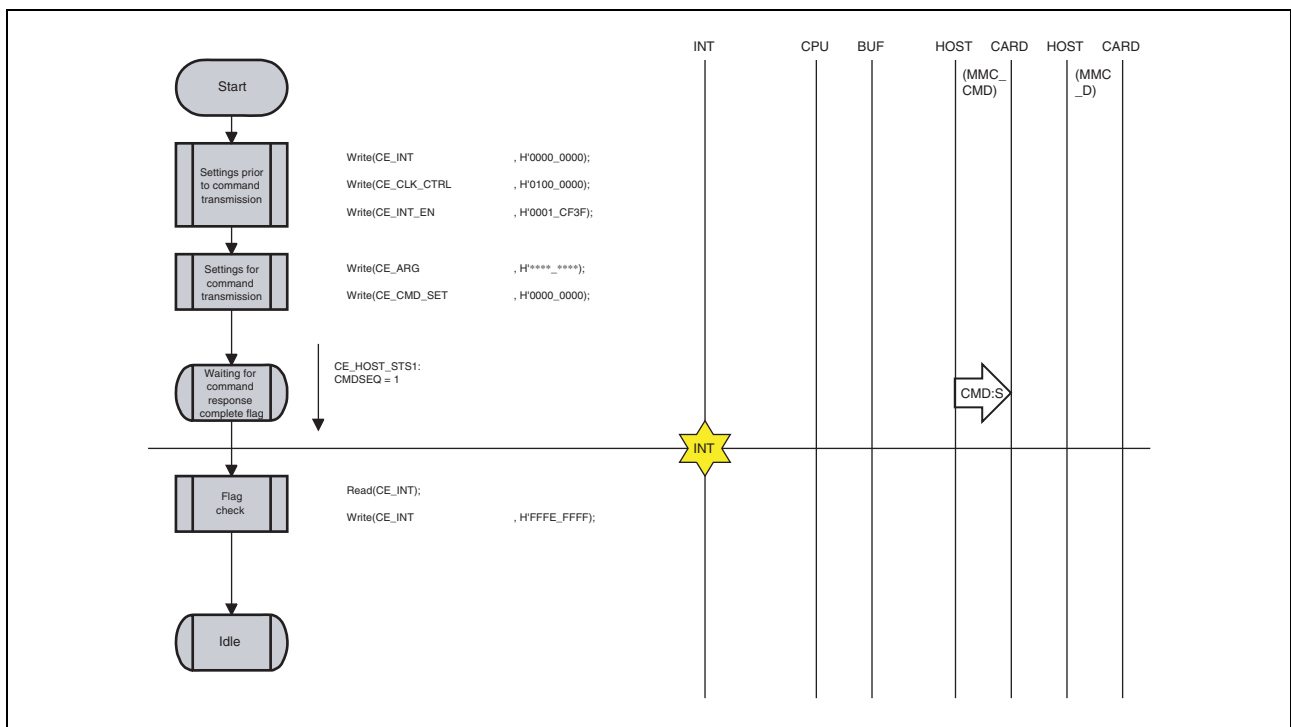 INT CPU BUF HOST CARD HOST CARD
(MMC_
CMD)
(MMC
_D)
Start
Settings prior
to command
transmission
Write(CE_INT , H'0000_0000);
Write(CE_CLK_CTRL , H'0100_0000);
Write(CE_INT_EN , H'0001_CF3F);
Settings for
command
transmission
Write(CE_ARG , H'****_****);
Write(CE_CMD_SET , H'0000_0000);
Waiting for
command
response
complete flag
CE_HOST_STS1:
CMDSEQ = 1
CMD:S
INT
Flag
check
Read(CE_INT);
Write(CE_INT , H'FFFE_FFFF);
Idle